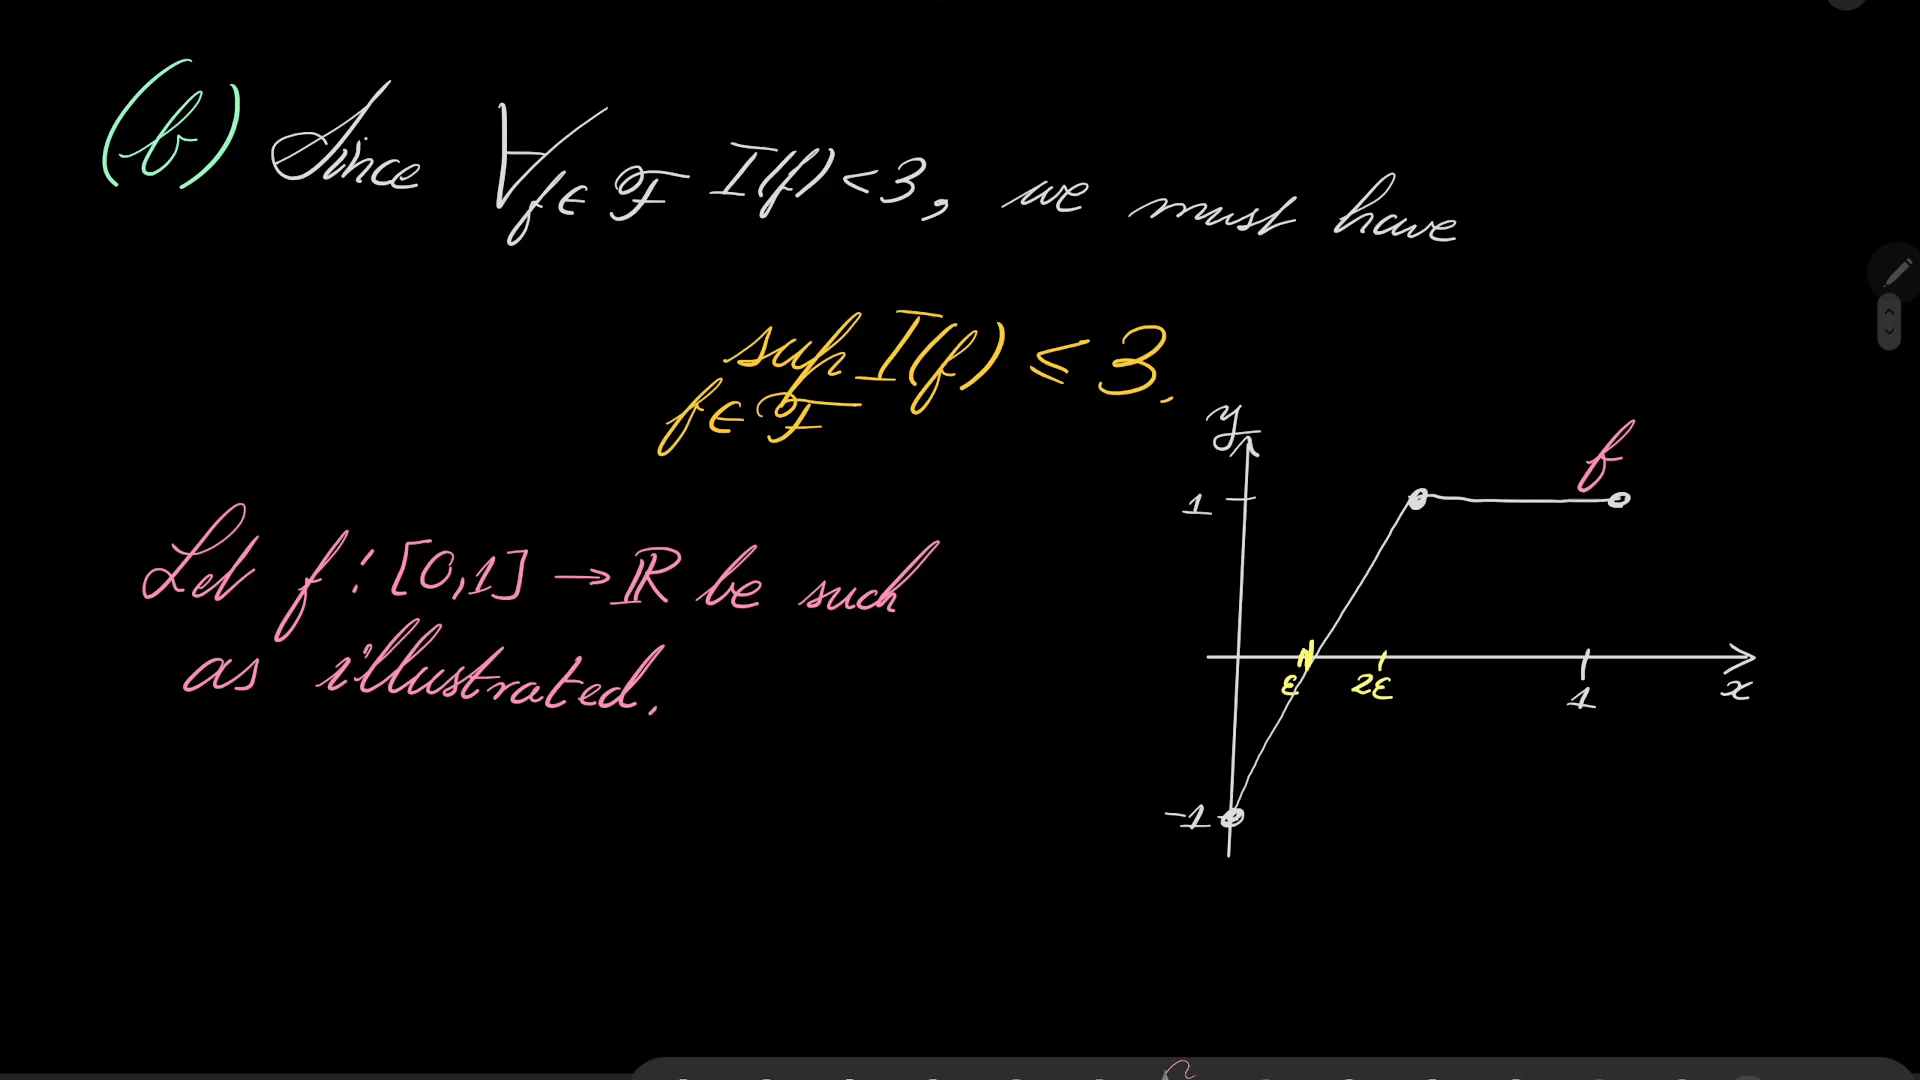 (b) Since ∀f∈ℱ I(f)<3, we must have
sup I(f) ≤ 3.
f∈ℱ
y
f
1
Let f:[0,1]→ℝ be such
as illustrated.
ε 2ε 1 x
-1